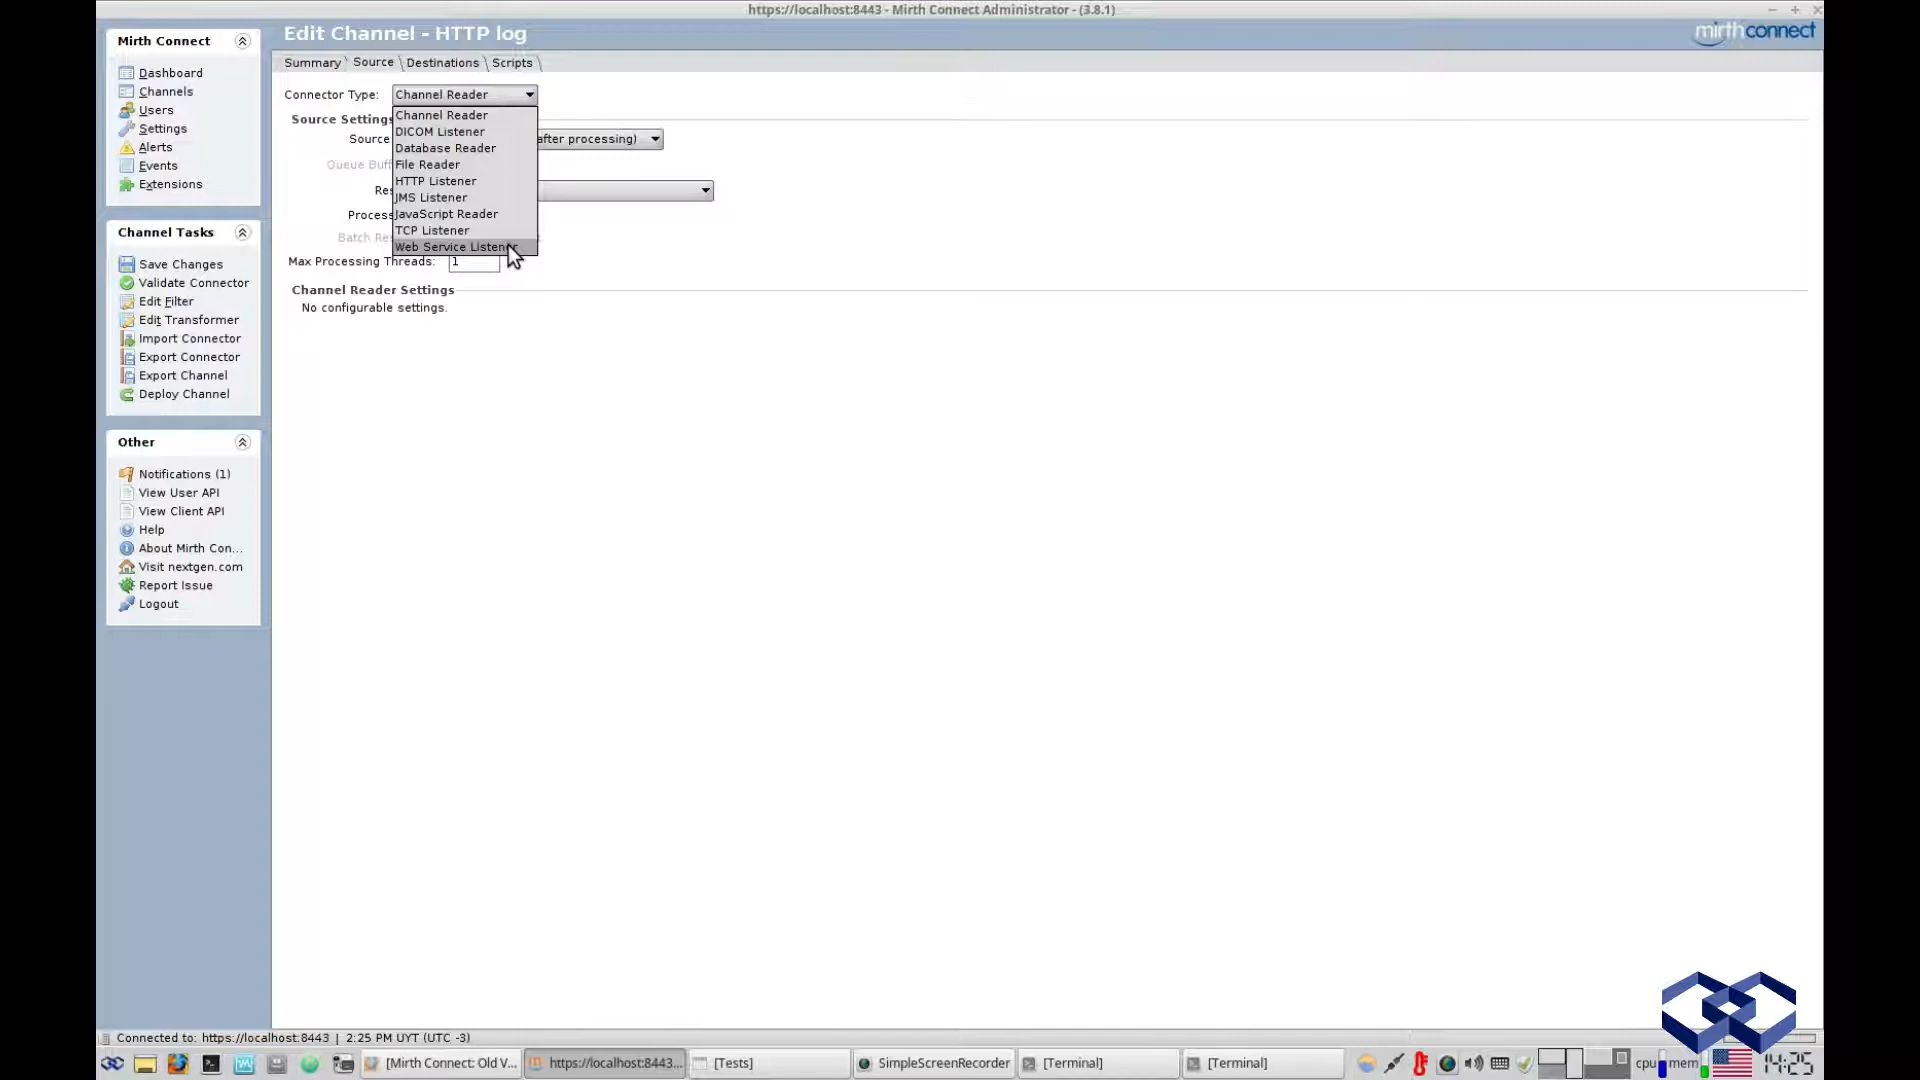 https://localhost:8443 - Mirth Connect Administrator - (3.8.1)
Mirth Connect
Edit Channel - HTTP log
mirthconnect
Dashboard
Channels
Users
Settings
Alerts
Events
Extensions
Summary
Source
Destinations
Scripts
Connector Type:
Channel Reader
Channel Reader
DICOM Listener
Database Reader
File Reader
HTTP Listener
JMS Listener
JavaScript Reader
TCP Listener
Web Service Listener
Source Settings
Source
after processing)
Queue Buff
Res
Process
Batch Res
Max Processing Threads:
1
Channel Reader Settings
No configurable settings.
Channel Tasks
Save Changes
Validate Connector
Edit Filter
Edit Transformer
Import Connector
Export Connector
Export Channel
Deploy Channel
Other
Notifications (1)
View User API
View Client API
Help
About Mirth Con...
Visit nextgen.com
Report Issue
Logout
Connected to: https://localhost:8443 | 2:25 PM UYT (UTC -3)
[Mirth Connect: Old V...
https://localhost:8443...
[Tests]
SimpleScreenRecorder
[Terminal]
[Terminal]
cpu
mem
14:25